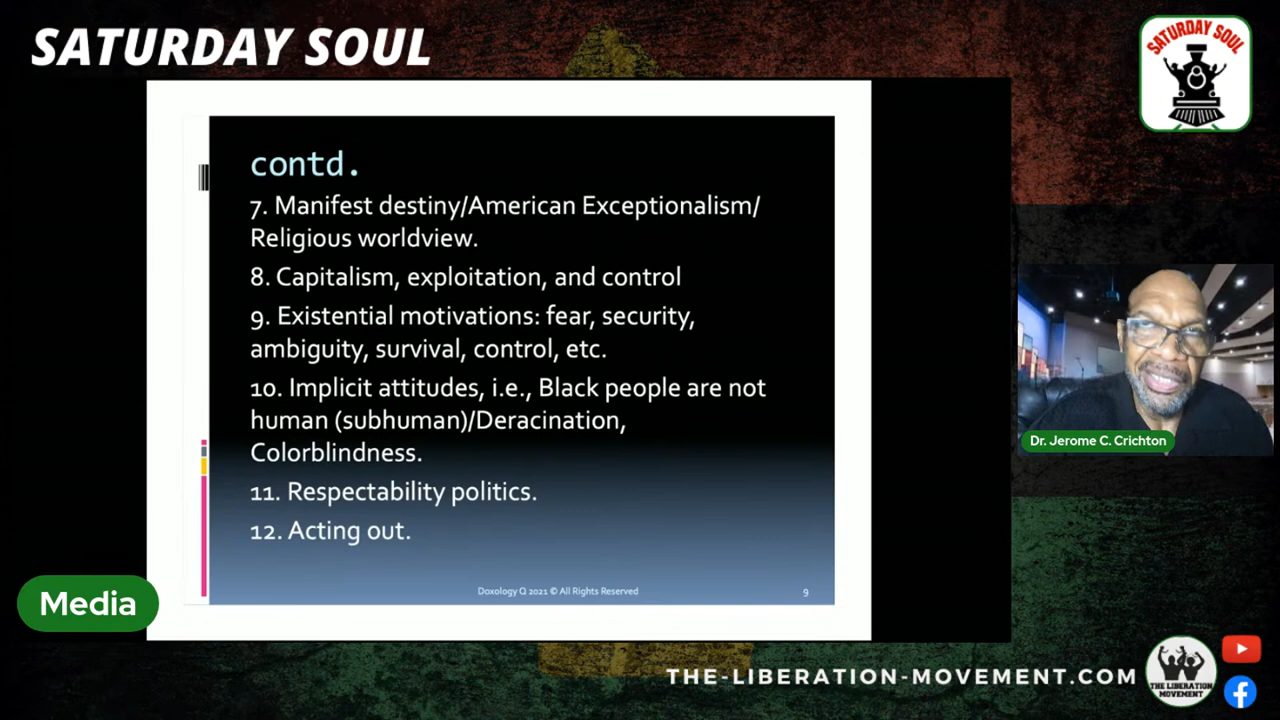 SATURDAY SOUL
SATURDAY SOUL
contd.
7. Manifest destiny/American Exceptionalism/
Religious worldview.
8. Capitalism, exploitation, and control
9. Existential motivations: fear, security,
ambiguity, survival, control, etc.
10. Implicit attitudes, i.e., Black people are not
human (subhuman)/Deracination,
Colorblindness.
11. Respectability politics.
12. Acting out.
Doxology Q 2021 © All Rights Reserved
9
Dr. Jerome C. Crichton
Media
THE-LIBERATION-MOVEMENT.COM
THE LIBERATION
MOVEMENT